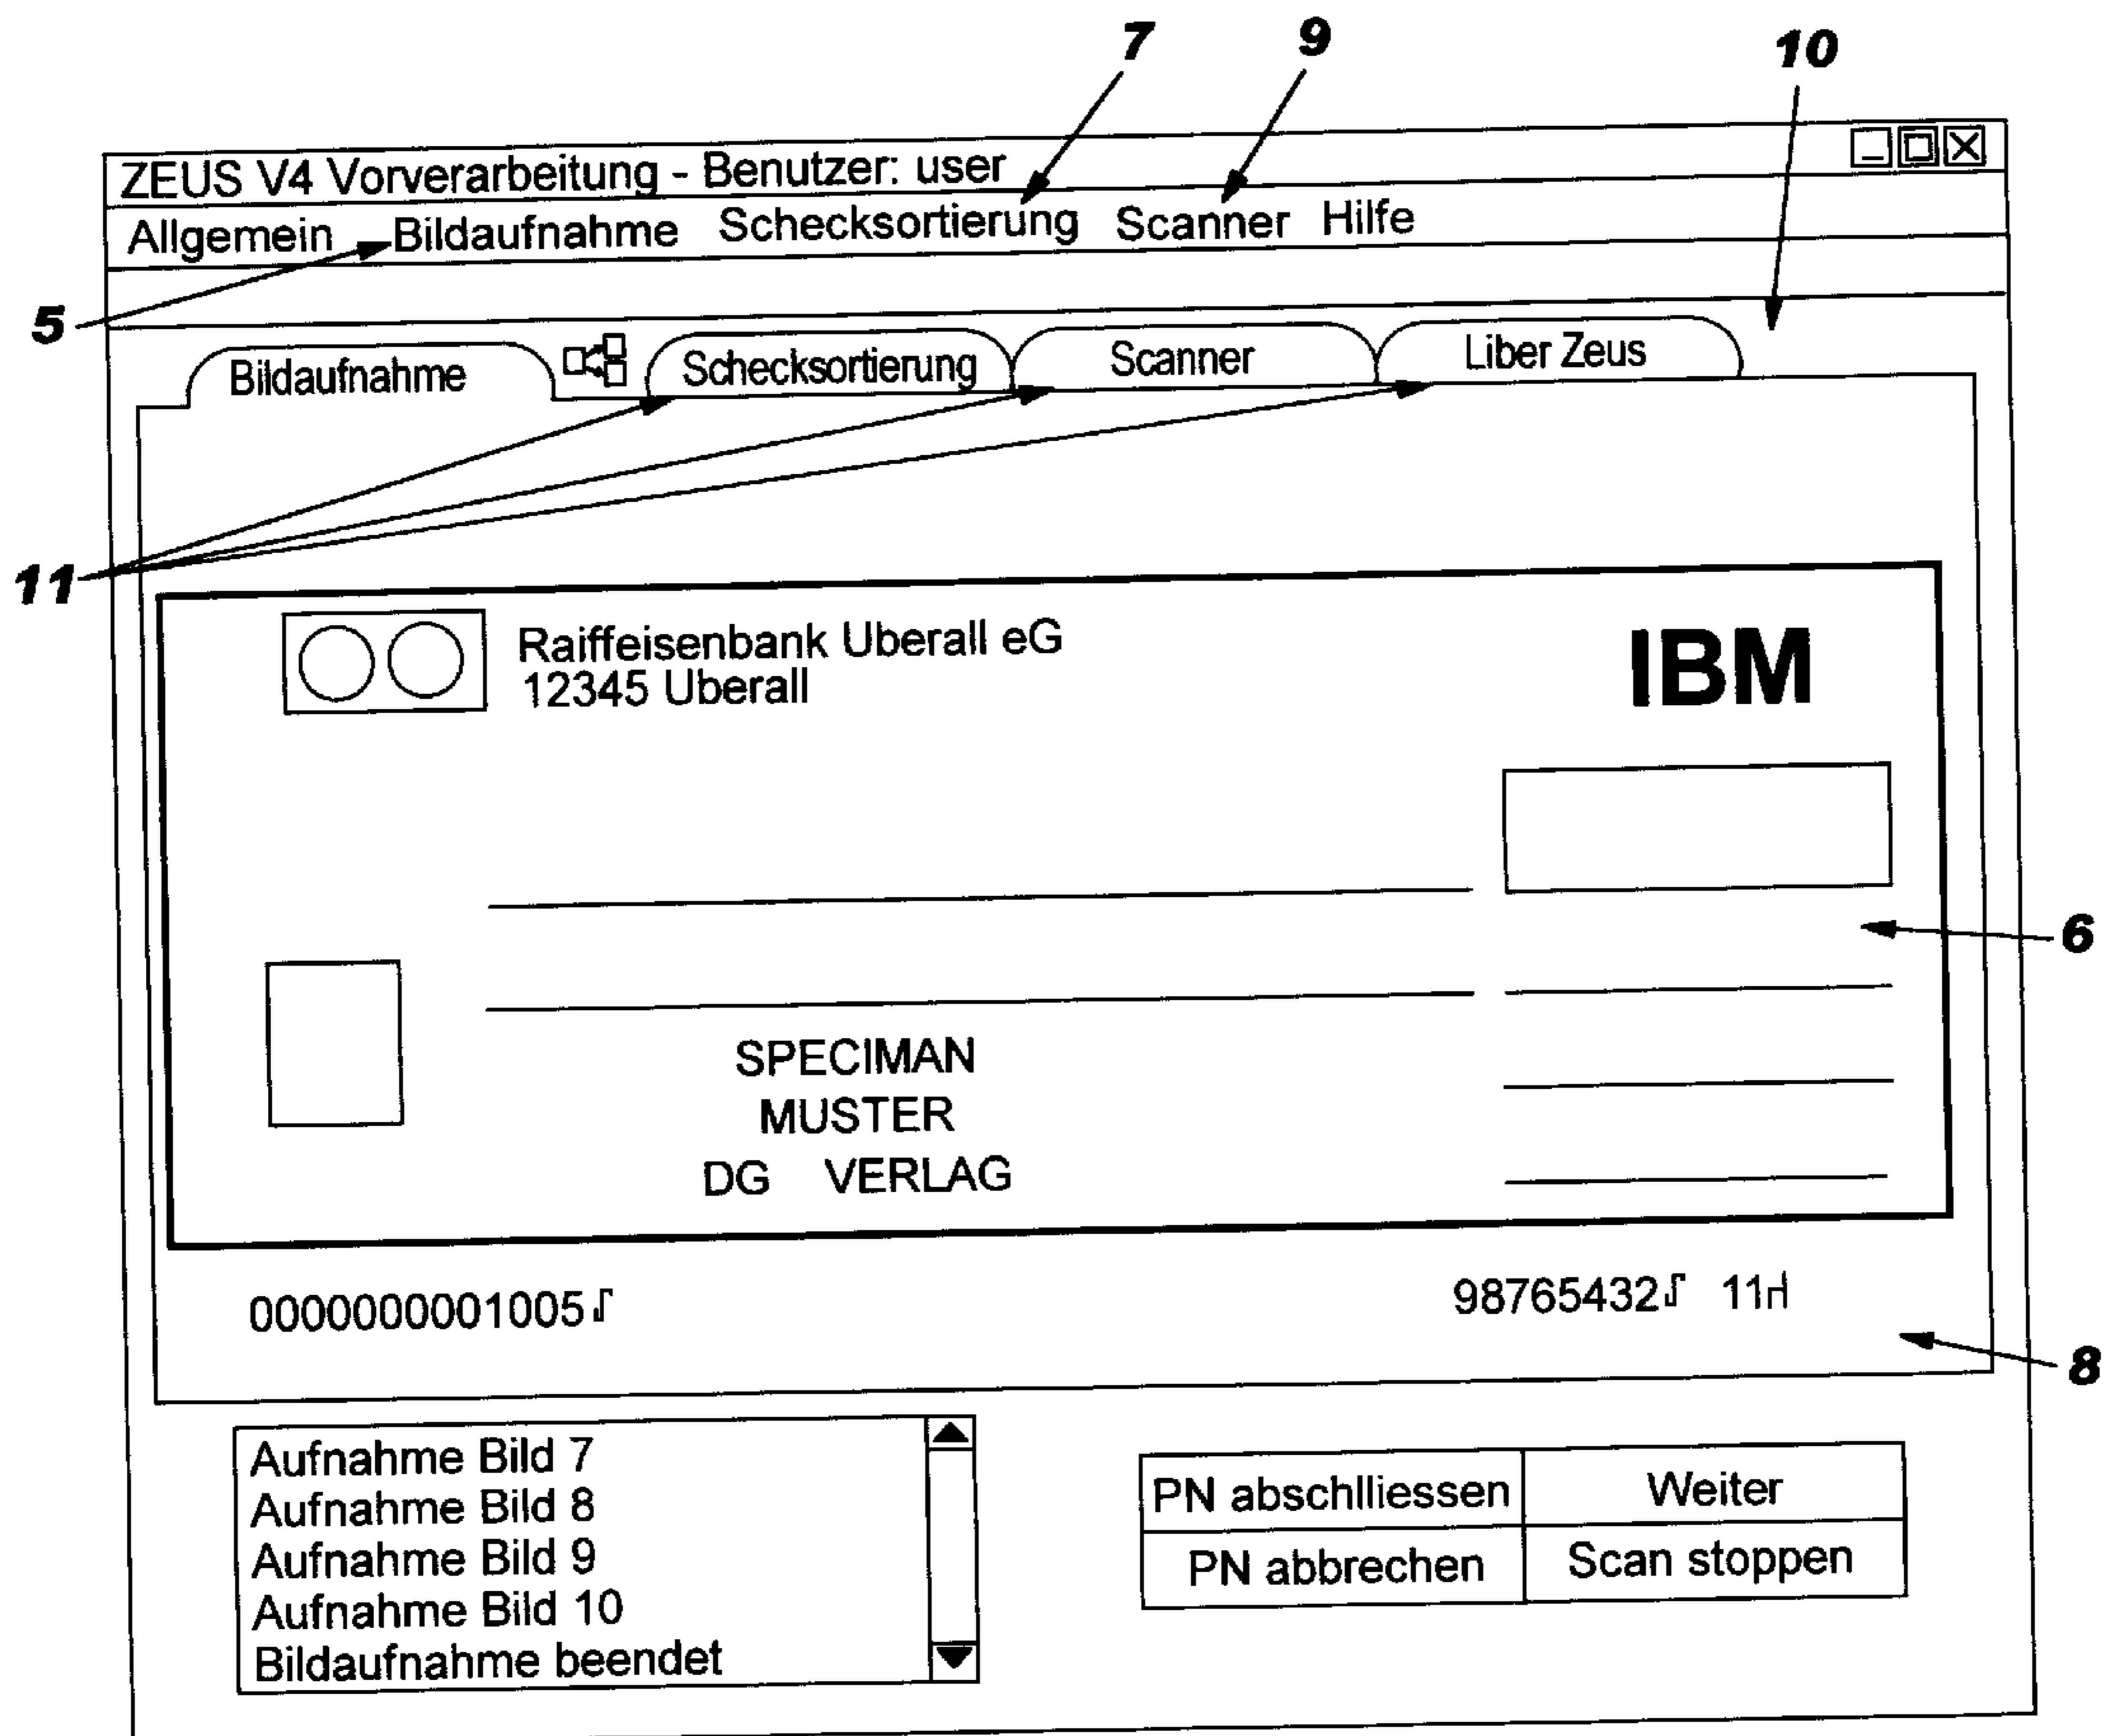 7 9 10
ZEUS V4 Vorverarbeitung - Benutzer: user
Allgemein Bildaufnahme Schecksortierung Scanner Hilfe
5
Bildaufnahme Schecksortierung Scanner Liber Zeus
11
Raiffeisenbank Uberall eG
12345 Uberall
IBM
6
SPECIMAN
MUSTER
DG VERLAG
0000000001005 98765432 11
8
Aufnahme Bild 7
Aufnahme Bild 8
Aufnahme Bild 9
Aufnahme Bild 10
Bildaufnahme beendet
PN abschlliessen Weiter
PN abbrechen Scan stoppen